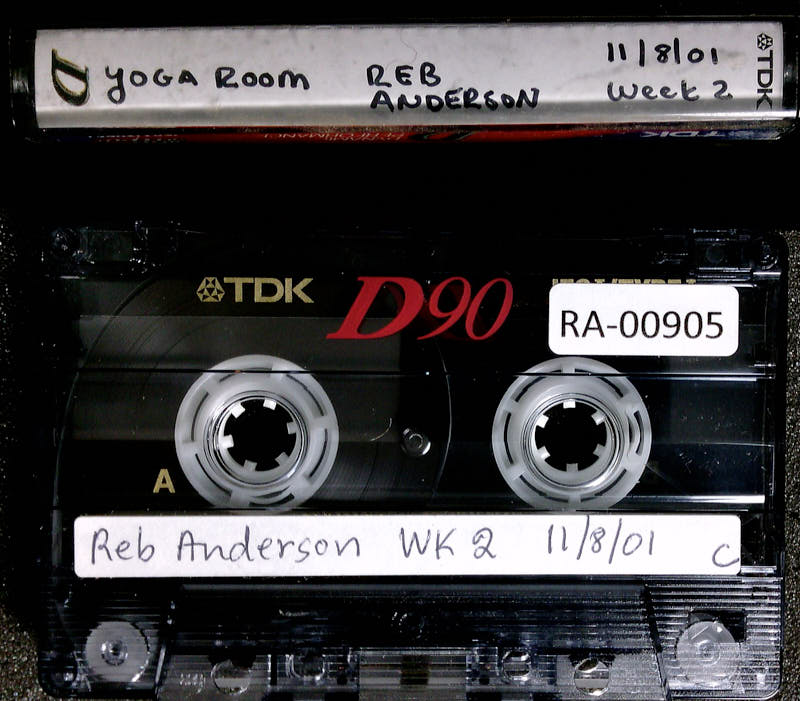 D YOGA ROOM REB ANDERSON 11/8/01 Week 2 TDK
TDK
TDK D90
RA-00905
A
Reb Anderson WK 2 11/8/01 C